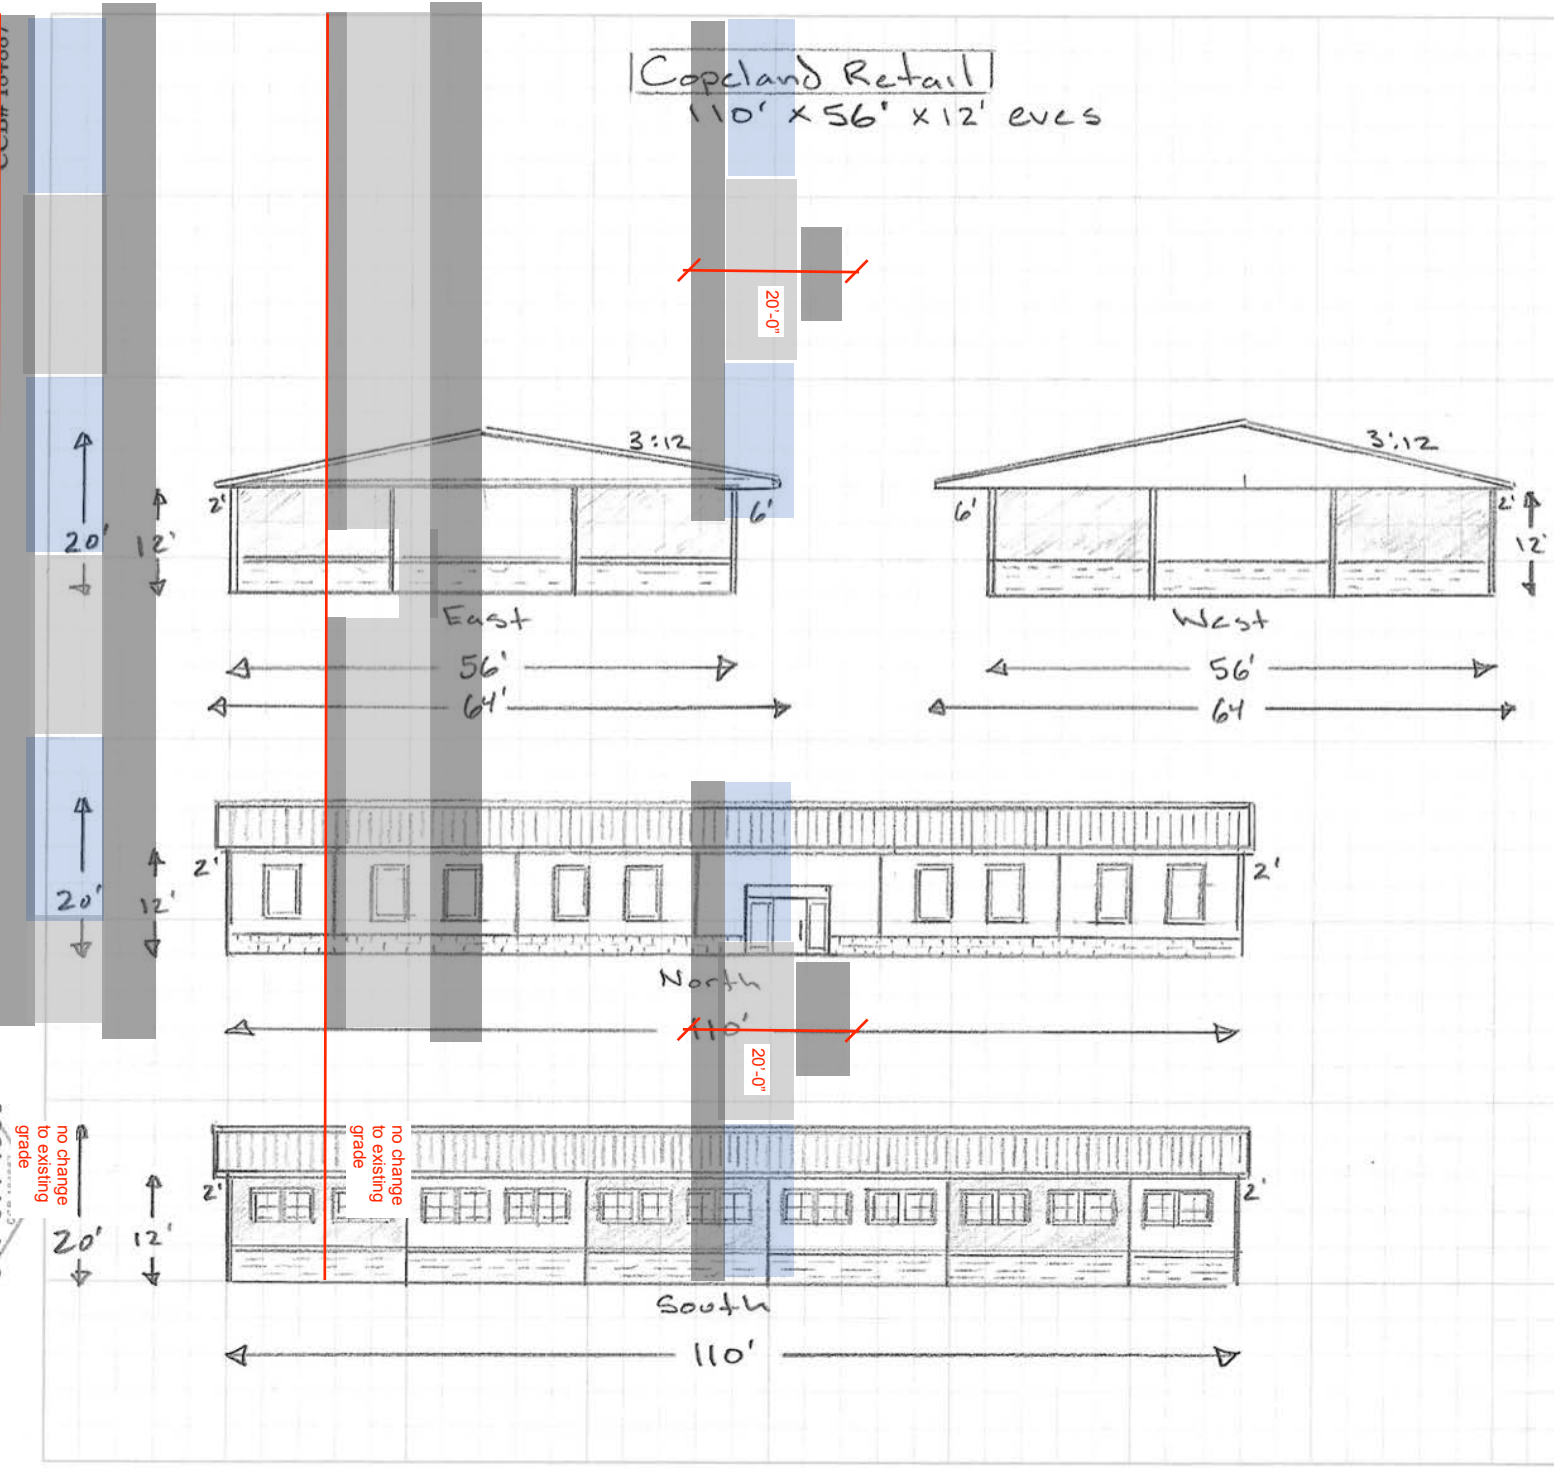 Copeland Retail
110' x 56' x 12' eves
20'-0"
3:12
3:12
2'
6'
6'
2'
20'
12'
12'
East
West
56'
56'
64'
64
2'
2'
20'
12'
North
110'
20'-0"
no change
to existing
grade
no change
to existing
grade
2'
2'
20'
12'
South
110'